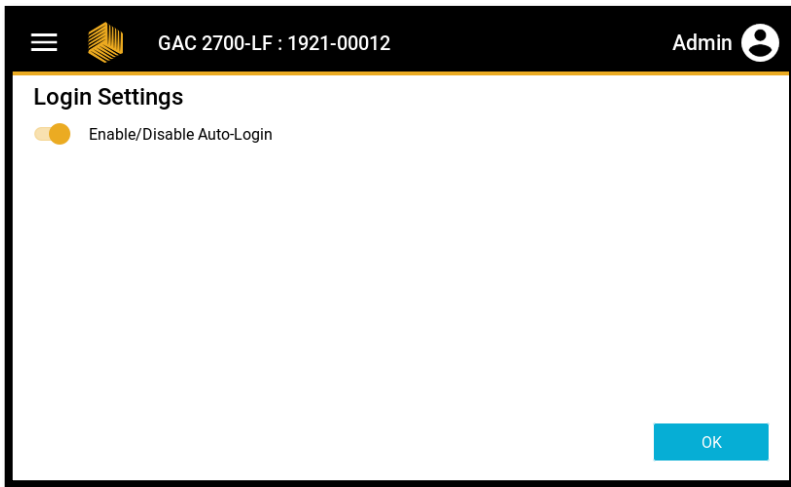 GAC 2700-LF : 1921-00012
Admin
Login Settings
Enable/Disable Auto-Login
OK